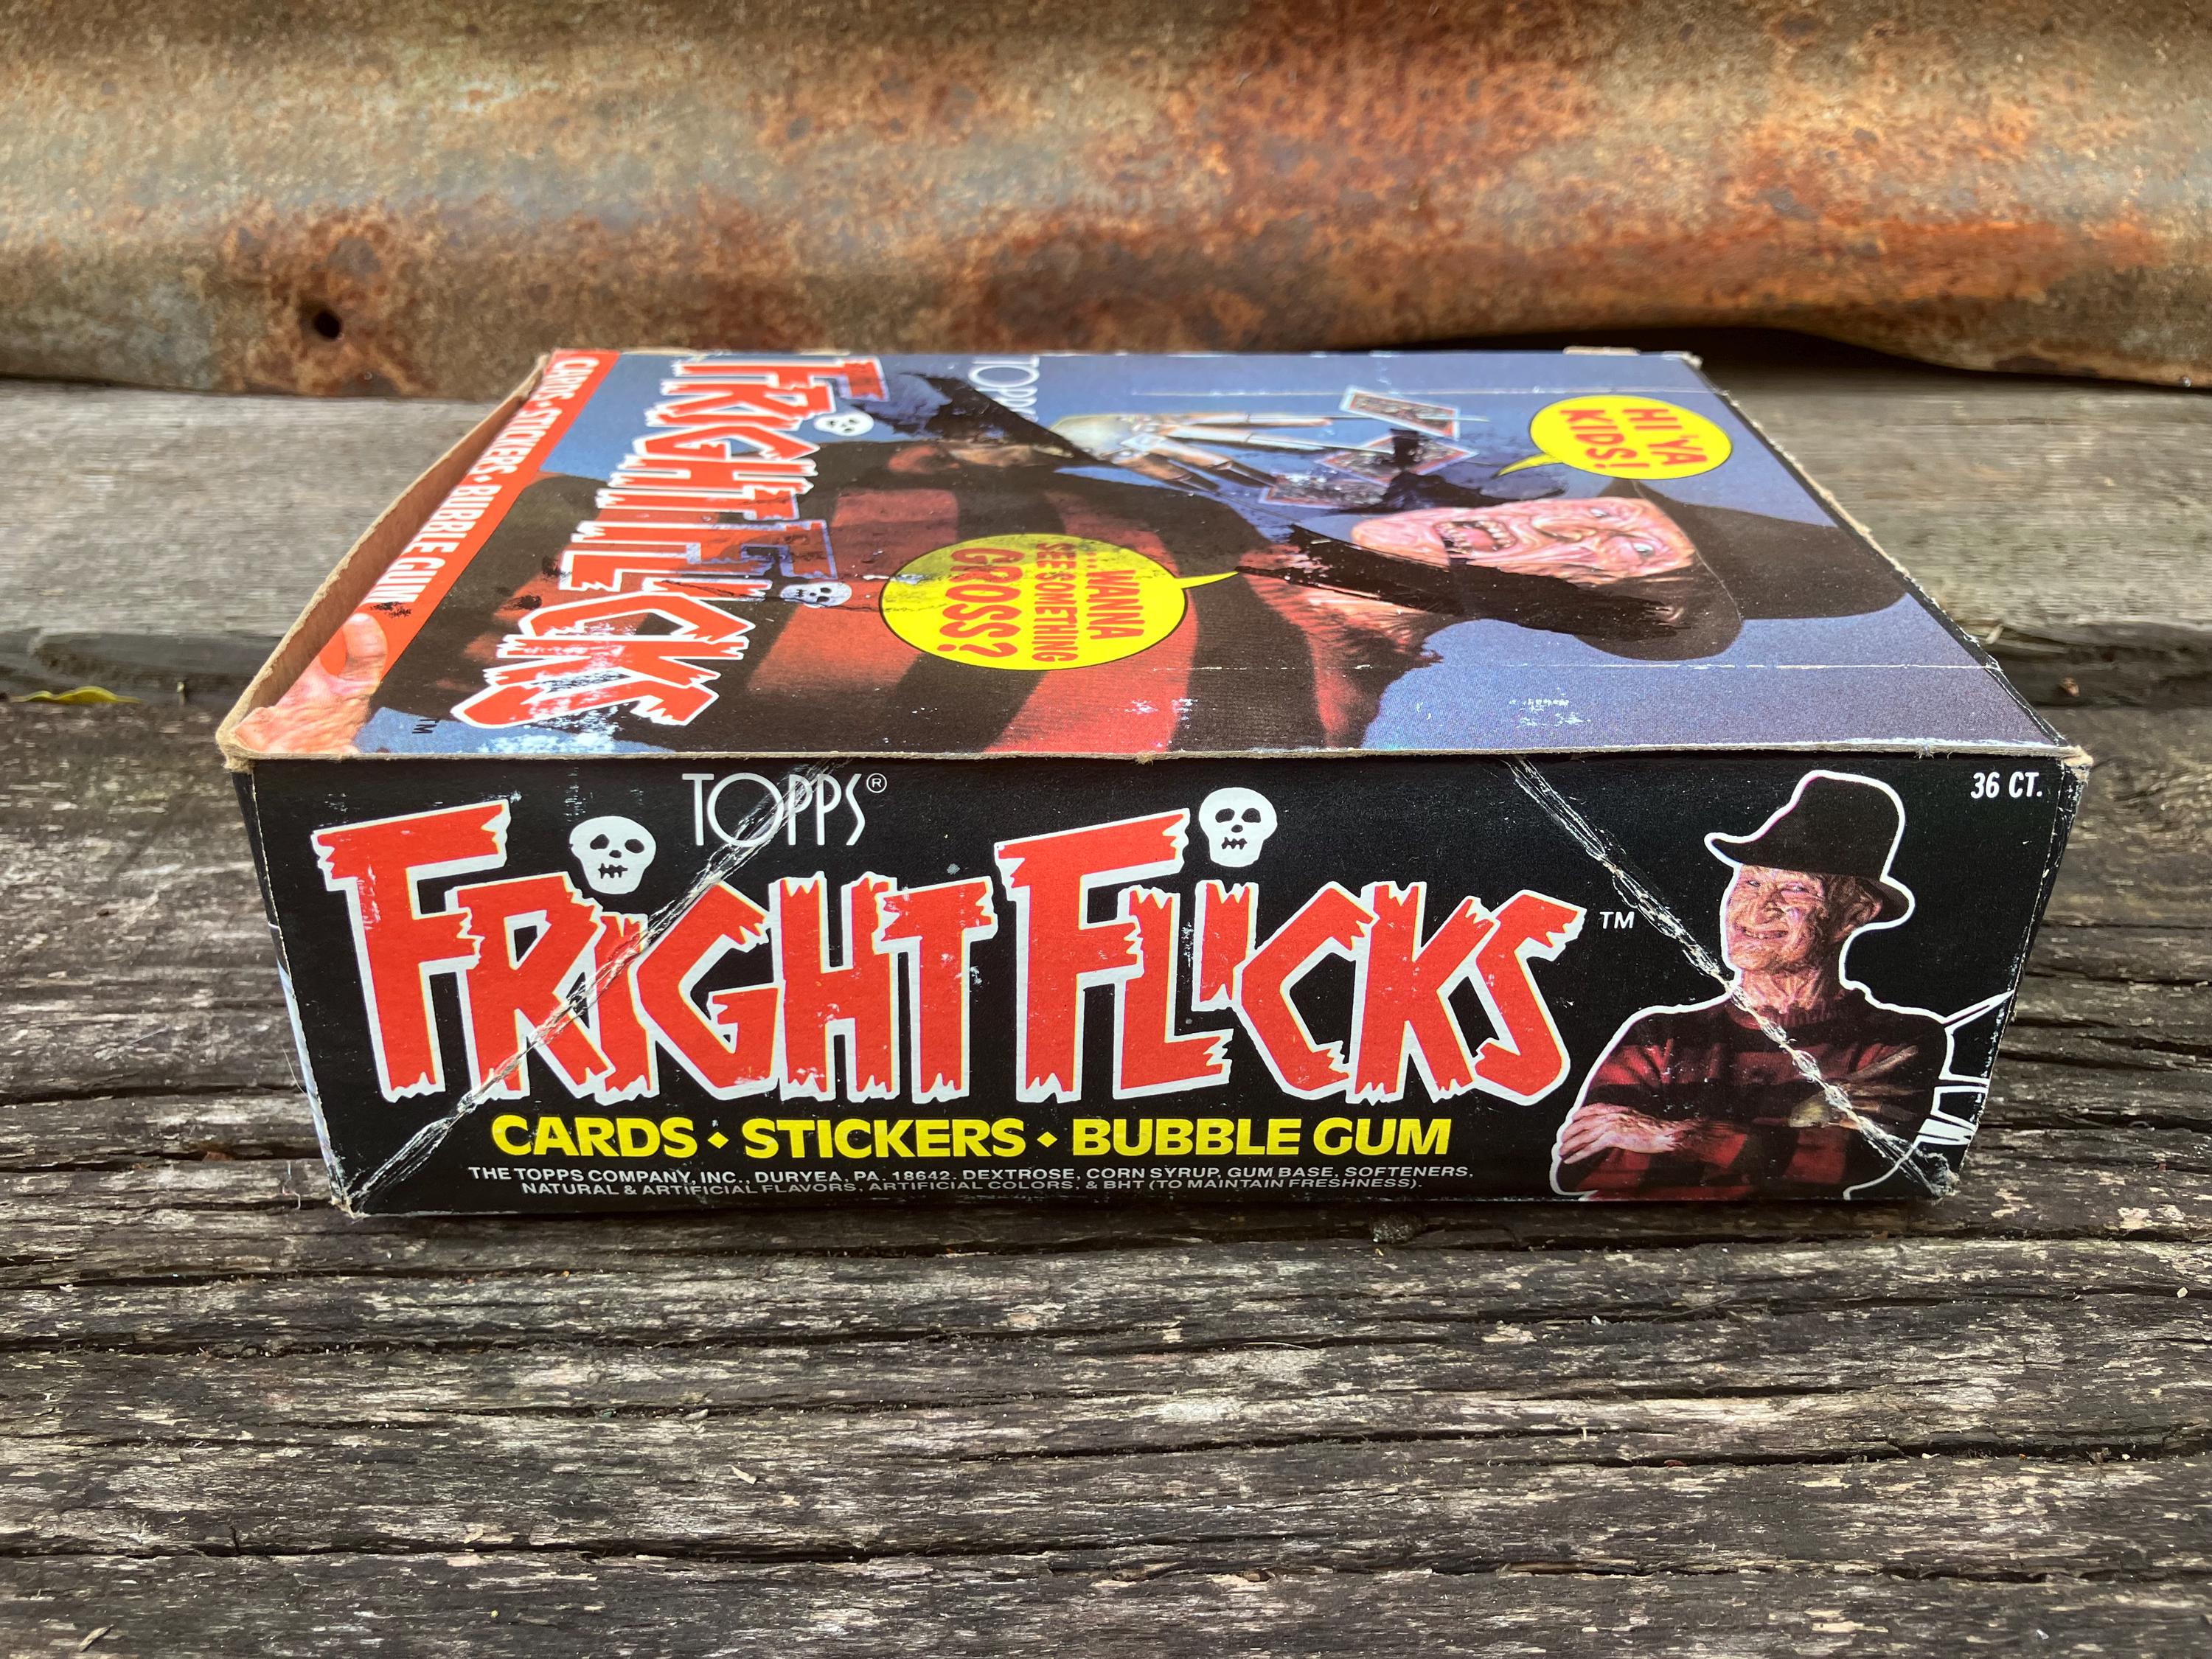 CARDS • STICKERS • BUBBLE GUM
FRIGHT FLICKS
TM
TOPPS
HI YA
KIDS!
...WANNA
SEE SOMETHING
GROSS?
TOPPS®
36 CT.
FRIGHT FLICKS™
CARDS • STICKERS • BUBBLE GUM
THE TOPPS COMPANY, INC., DURYEA, PA. 18642. DEXTROSE, CORN SYRUP, GUM BASE, SOFTENERS,
NATURAL & ARTIFICIAL FLAVORS, ARTIFICIAL COLORS, & BHT (TO MAINTAIN FRESHNESS).